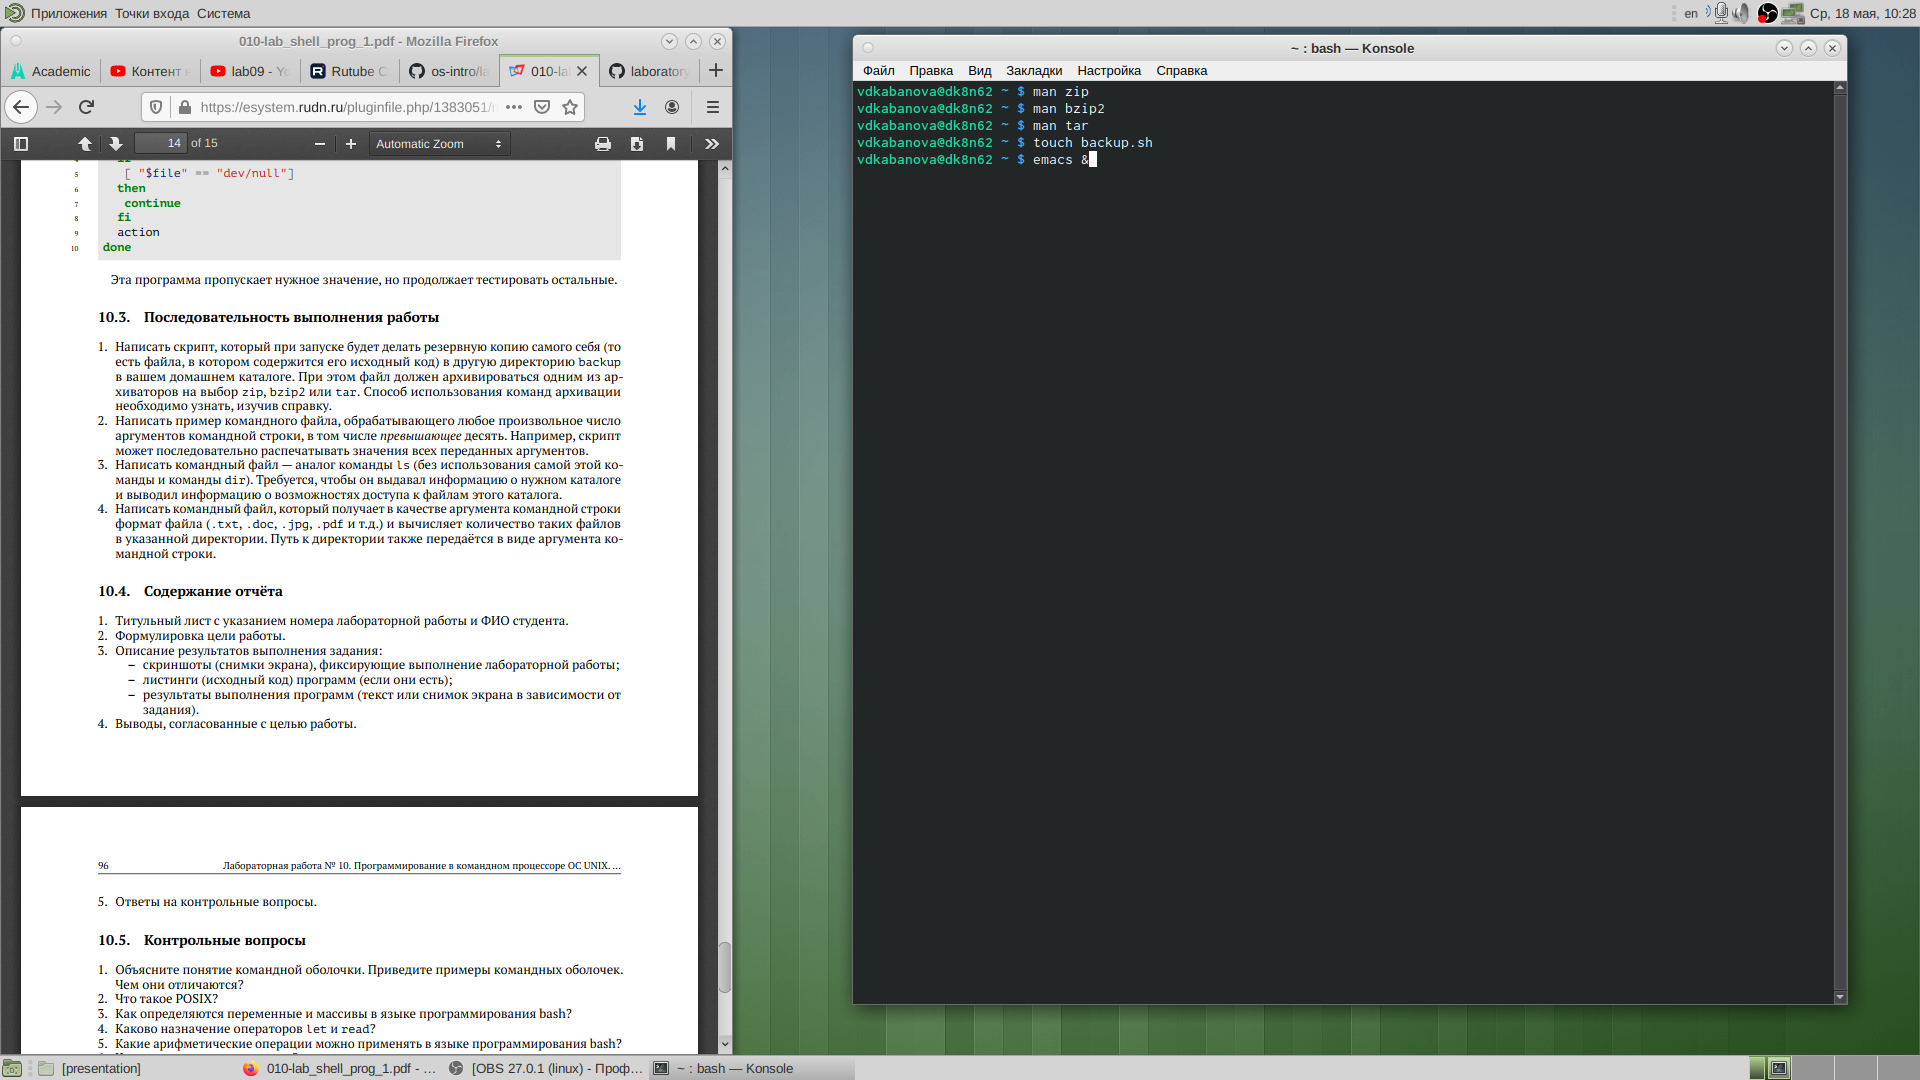 Приложения Точки входа Система
en
Ср, 18 мая, 10:28
010-lab_shell_prog_1.pdf - Mozilla Firefox
Academic
Контент
lab09 - Yo
Rutube C
os-intro/la
010-la
laboratory
https://esystem.rudn.ru/pluginfile.php/1383051/
14 of 15
Automatic Zoom
5 [ "$file" == "dev/null"]
6 then
7 continue
8 fi
9 action
10 done
Эта программа пропускает нужное значение, но продолжает тестировать остальные.
10.3. Последовательность выполнения работы
1. Написать скрипт, который при запуске будет делать резервную копию самого себя (то
есть файла, в котором содержится его исходный код) в другую директорию backup
в вашем домашнем каталоге. При этом файл должен архивироваться одним из ар-
хиваторов на выбор zip, bzip2 или tar. Способ использования команд архивации
необходимо узнать, изучив справку.
2. Написать пример командного файла, обрабатывающего любое произвольное число
аргументов командной строки, в том числе превышающее десять. Например, скрипт
может последовательно распечатывать значения всех переданных аргументов.
3. Написать командный файл — аналог команды ls (без использования самой этой ко-
манды и команды dir). Требуется, чтобы он выдавал информацию о нужном каталоге
и выводил информацию о возможностях доступа к файлам этого каталога.
4. Написать командный файл, который получает в качестве аргумента командной строки
формат файла (.txt, .doc, .jpg, .pdf и т.д.) и вычисляет количество таких файлов
в указанной директории. Путь к директории также передаётся в виде аргумента ко-
мандной строки.
10.4. Содержание отчёта
1. Титульный лист с указанием номера лабораторной работы и ФИО студента.
2. Формулировка цели работы.
3. Описание результатов выполнения задания:
– скриншоты (снимки экрана), фиксирующие выполнение лабораторной работы;
– листинги (исходный код) программ (если они есть);
– результаты выполнения программ (текст или снимок экрана в зависимости от
задания).
4. Выводы, согласованные с целью работы.
96 Лабораторная работа № 10. Программирование в командном процессоре ОС UNIX. ...
5. Ответы на контрольные вопросы.
10.5. Контрольные вопросы
1. Объясните понятие командной оболочки. Приведите примеры командных оболочек.
Чем они отличаются?
2. Что такое POSIX?
3. Как определяются переменные и массивы в языке программирования bash?
4. Каково назначение операторов let и read?
5. Какие арифметические операции можно применять в языке программирования bash?
~ : bash — Konsole
Файл Правка Вид Закладки Настройка Справка
vdkabanova@dk8n62 ~ $ man zip
vdkabanova@dk8n62 ~ $ man bzip2
vdkabanova@dk8n62 ~ $ man tar
vdkabanova@dk8n62 ~ $ touch backup.sh
vdkabanova@dk8n62 ~ $ emacs &
[presentation]
010-lab_shell_prog_1.pdf - ...
[OBS 27.0.1 (linux) - Проф...
~ : bash — Konsole